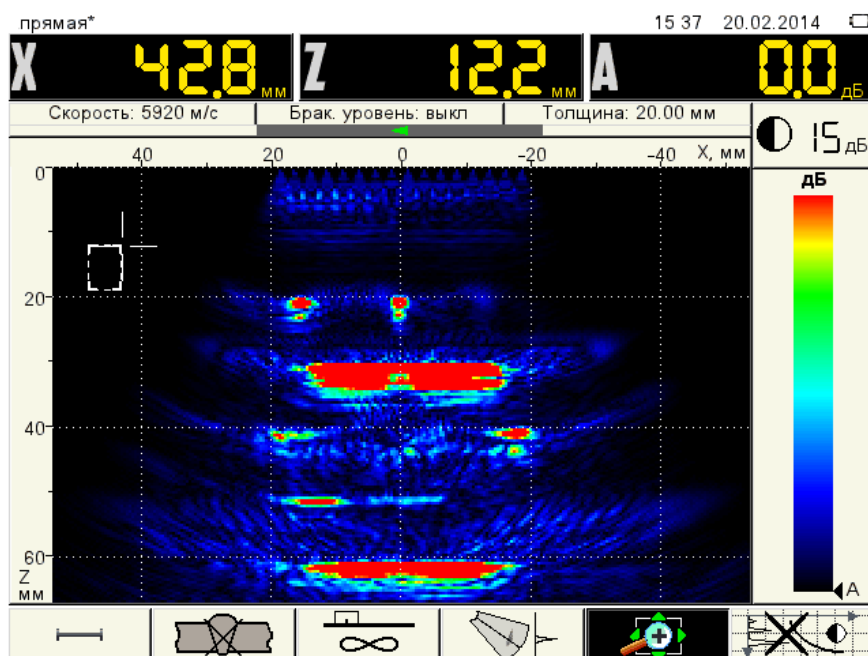 прямая* 15 37 20.02.2014
X 42.8 мм Z 12.2 мм A 0.0 дБ
Скорость: 5920 м/с Брак. уровень: выкл Толщина: 20.00 мм
15 дБ
40 20 0 -20 -40 X, мм
0
20
40
60
Z
мм
дБ
A